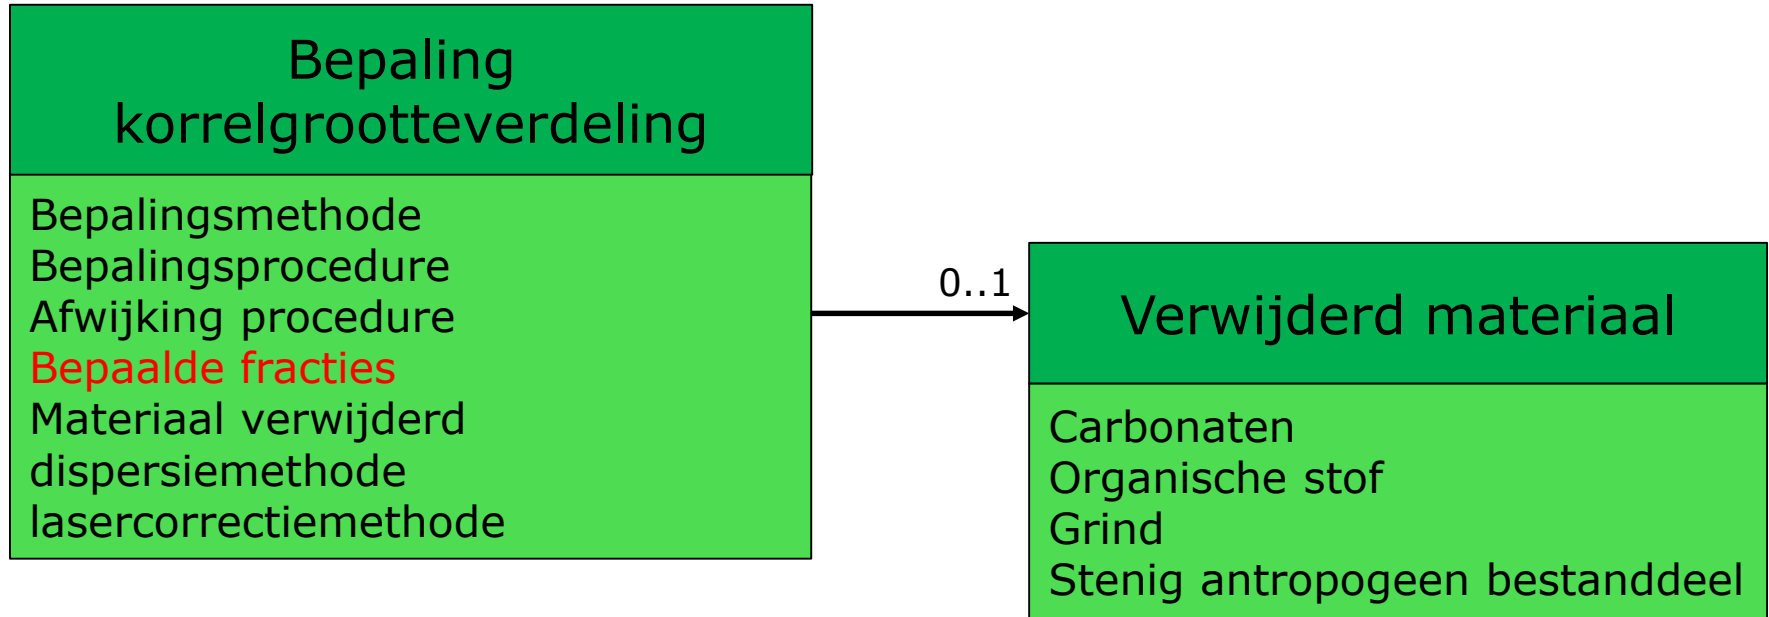 Bepaling
korrelgrootteverdeling
Bepalingsmethode
Bepalingsprocedure
Afwijking procedure
Bepaalde fracties
Materiaal verwijderd
dispersiemethode
lasercorrectiemethode
0..1
Verwijderd materiaal
Carbonaten
Organische stof
Grind
Stenig antropogeen bestanddeel